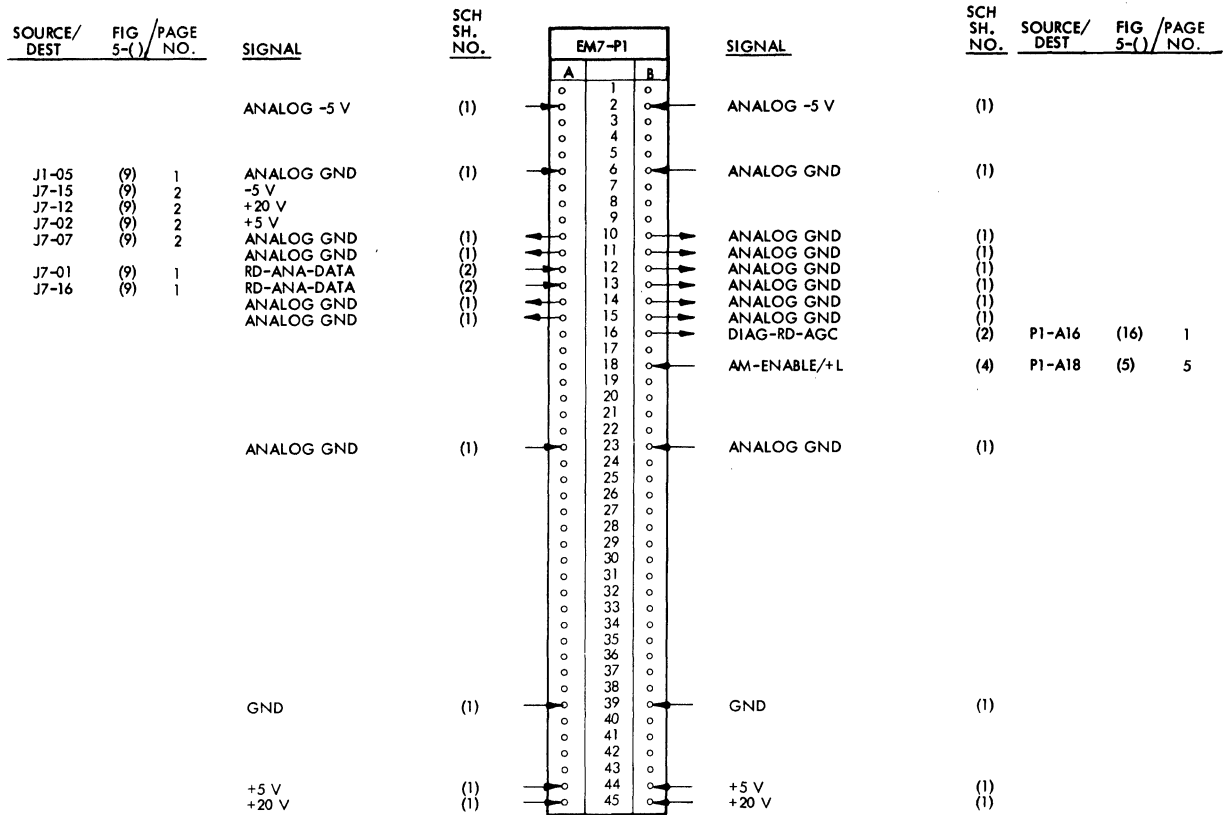 SOURCE/ DEST FIG 5-( ) / PAGE NO. SIGNAL SCH SH. NO. EM7-P1 SIGNAL SCH SH. NO. SOURCE/ DEST FIG 5-( ) / PAGE NO.
A B
1
ANALOG -5 V (1) 2 ANALOG -5 V (1)
3
4
5
J1-05 (9) 1 ANALOG GND (1) 6 ANALOG GND (1)
J7-15 (9) 2 -5 V 7
J7-12 (9) 2 +20 V 8
J7-02 (9) 2 +5 V 9
J7-07 (9) 2 ANALOG GND (1) 10 ANALOG GND (1)
ANALOG GND (1) 11 ANALOG GND (1)
J7-01 (9) 1 RD-ANA-DATA (2) 12 ANALOG GND (1)
J7-16 (9) 1 RD-ANA-DATA (2) 13 ANALOG GND (1)
ANALOG GND (1) 14 ANALOG GND (1)
ANALOG GND (1) 15 ANALOG GND (1)
16 DIAG-RD-AGC (2) P1-A16 (16) 1
17
18 AM-ENABLE/+L (4) P1-A18 (5) 5
19
20
21
22
ANALOG GND (1) 23 ANALOG GND (1)
24
25
26
27
28
29
30
31
32
33
34
35
36
37
38
GND (1) 39 GND (1)
40
41
42
43
+5 V (1) 44 +5 V (1)
+20 V (1) 45 +20 V (1)